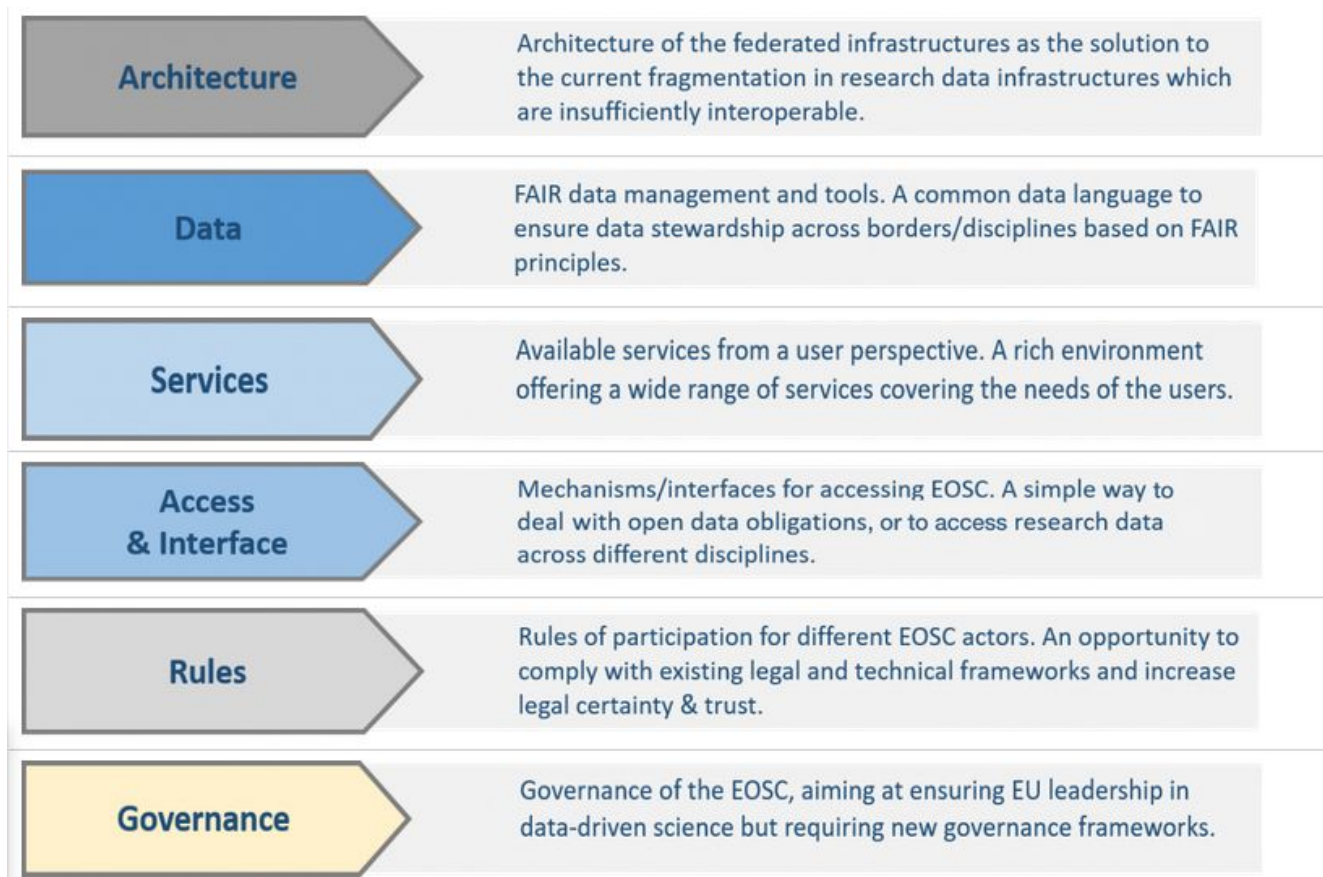 Architecture
Architecture of the federated infrastructures as the solution to
the current fragmentation in research data infrastructures which
are insufficiently interoperable.
Data
FAIR data management and tools. A common data language to
ensure data stewardship across borders/disciplines based on FAIR
principles.
Services
Available services from a user perspective. A rich environment
offering a wide range of services covering the needs of the users.
Access
& Interface
Mechanisms/interfaces for accessing EOSC. A simple way to
deal with open data obligations, or to access research data
across different disciplines.
Rules
Rules of participation for different EOSC actors. An opportunity to
comply with existing legal and technical frameworks and increase
legal certainty & trust.
Governance
Governance of the EOSC, aiming at ensuring EU leadership in
data-driven science but requiring new governance frameworks.